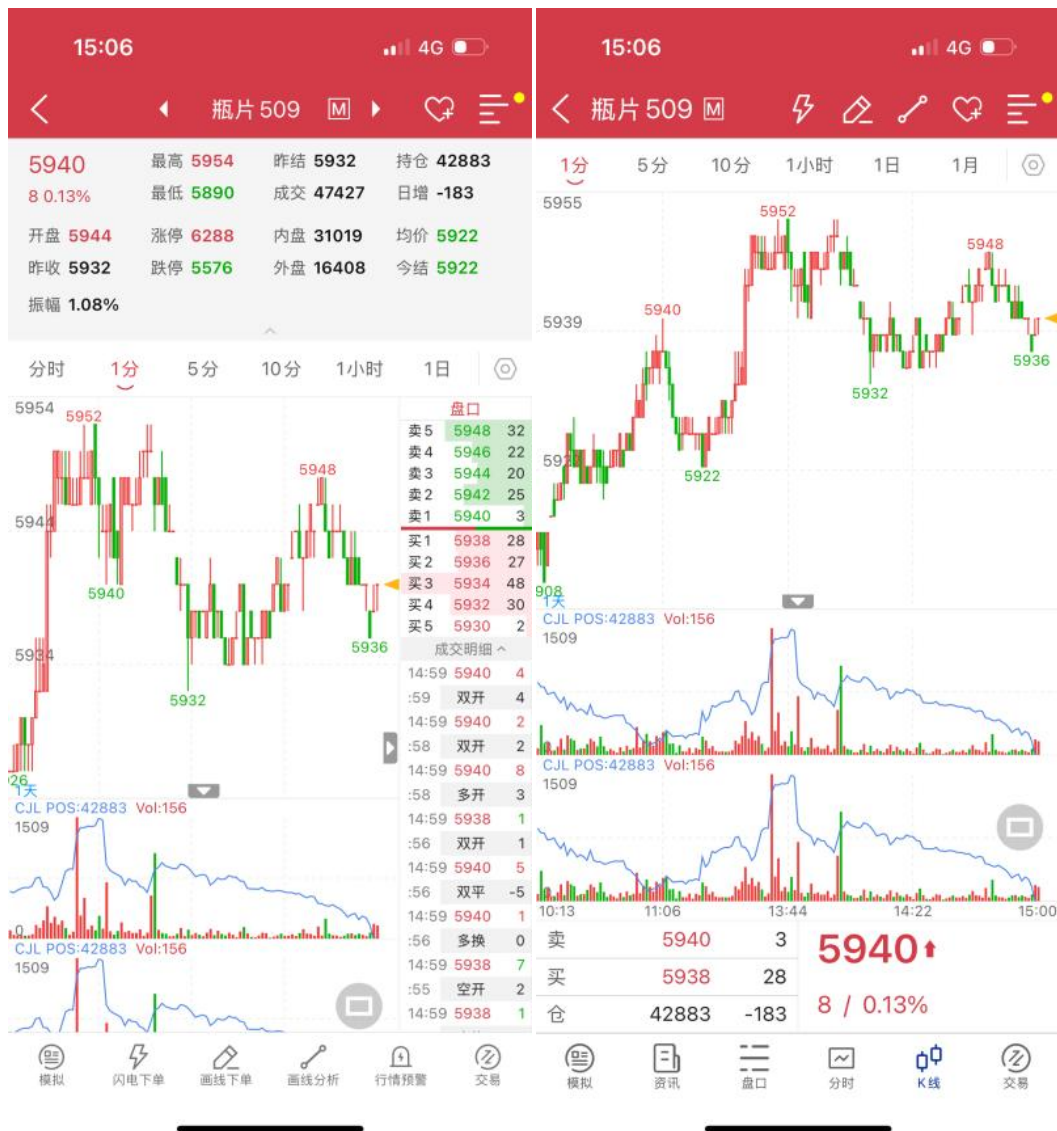 15:06
4G
瓶片509 M
5940
8 0.13%
最高 5954 昨结 5932 持仓 42883
最低 5890 成交 47427 日增 -183
开盘 5944 涨停 6288 内盘 31019 均价 5922
昨收 5932 跌停 5576 外盘 16408 今结 5922
振幅 1.08%
分时 1分 5分 10分 1小时 1日
5954
5952
5948
5944
5940
5936
5934
5932
1天
盘口
卖5 5948 32
卖4 5946 22
卖3 5944 20
卖2 5942 25
卖1 5940 3
买1 5938 28
买2 5936 27
买3 5934 48
买4 5932 30
买5 5930 2
成交明细
14:59 5940 4
:59 双开 4
14:59 5940 2
:58 双开 2
14:59 5940 8
:58 多开 3
14:59 5938 1
:56 双开 1
14:59 5940 5
:56 双平 -5
14:59 5940 1
:56 多换 0
14:59 5938 7
:55 空开 2
14:59 5938 1
CJL POS:42883 Vol:156
1509
0
CJL POS:42883 Vol:156
1509
模拟 闪电下单 画线下单 画线分析 行情预警 交易
15:06
4G
瓶片509 M
1分 5分 10分 1小时 1日 1月
5955
5952
5948
5940
5939
5936
5932
5922
1天
CJL POS:42883 Vol:156
1509
CJL POS:42883 Vol:156
1509
10:13 11:06 13:44 14:22 15:00
卖 5940 3
买 5938 28
仓 42883 -183
5940
8 / 0.13%
模拟 资讯 盘口 分时 K线 交易